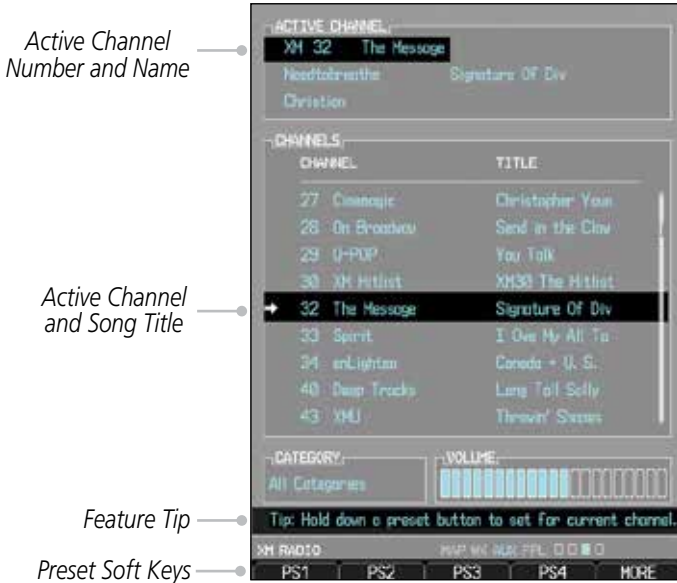 Active Channel
Number and Name
ACTIVE CHANNEL
XM 32 The Message
Needtobreathe Signature Of Div
Christian
CHANNELS
CHANNEL TITLE
27 Cinemagic Christopher Youn
28 On Broadway Send in the Clow
29 U-POP You Talk
30 XM Hitlist XM30 The Hitlist
Active Channel
and Song Title
32 The Message Signature Of Div
33 Spirit I Owe My All To
34 enLighten Canada + U. S.
40 Deep Tracks Long Tall Sally
43 XMU Throwin' Shapes
CATEGORY
All Categories
VOLUME
Feature Tip
Tip: Hold down a preset button to set for current channel.
XM RADIO MAP WX AUX FPL
Preset Soft Keys
PS1 PS2 PS3 PS4 MORE